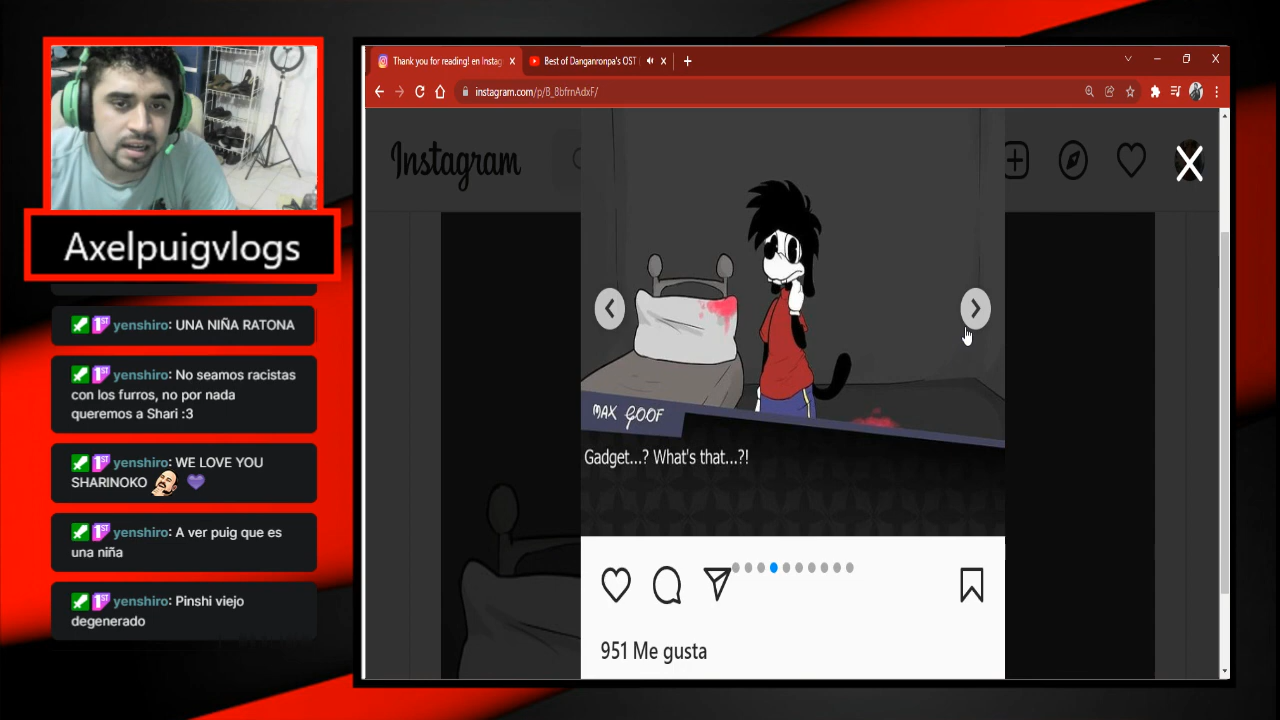 Thank you for reading! en Instag
Best of Danganronpa's OST
instagram.com/p/B_8bfrnAdxF/
Instagram
Axelpuigvlogs
yenshiro: UNA NIÑA RATONA
yenshiro: No seamos racistas
con los furros, no por nada
queremos a Shari :3
yenshiro: WE LOVE YOU
SHARINOKO
yenshiro: A ver puig que es
una niña
yenshiro: Pinshi viejo
degenerado
MAX GOOF
Gadget...? What's that...?!
951 Me gusta